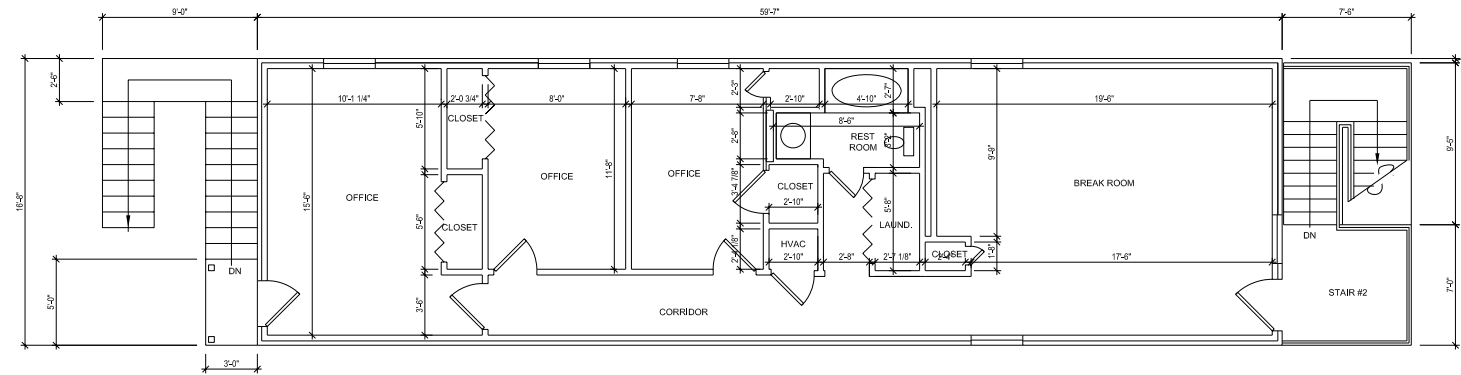 9'-0"
59'-7"
7'-6"
2'-6"
16'-8"
5'-0"
3'-0"
DN
10'-1 1/4"
15'-6"
OFFICE
5'-10"
5'-6"
3'-6"
2'-0 3/4"
CLOSET
CLOSET
8'-0"
11'-8"
OFFICE
7'-8"
OFFICE
2'-3"
2'-8"
3'-4 7/8"
2'-10"
4'-10"
2'-7"
8'-6"
REST
ROOM
CLOSET
2'-10"
HVAC
2'-10"
2'-8"
5'-8"
LAUND.
2'-7 1/8"
CLOSET
1'-8"
CORRIDOR
19'-6"
9'-9"
BREAK ROOM
17'-6"
DN
STAIR #2
9'-5"
7'-0"